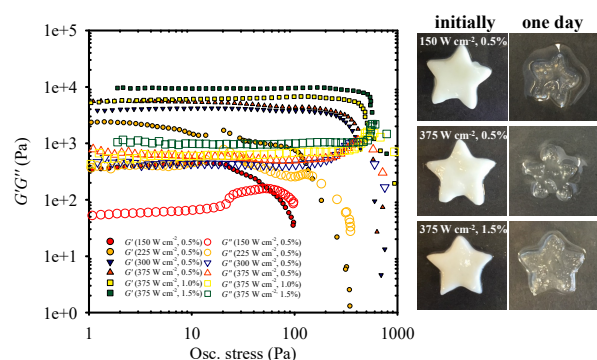 initially one day
1e+5
1e+4
1e+3
1e+2
1e+1
1e+0
G'G'' (Pa)
1 10 100 1000
Osc. stress (Pa)
G' (150 W cm-2, 0.5%) G'' (150 W cm-2, 0.5%)
G' (225 W cm-2, 0.5%) G'' (225 W cm-2, 0.5%)
G' (300 W cm-2, 0.5%) G'' (300 W cm-2, 0.5%)
G' (375 W cm-2, 0.5%) G'' (375 W cm-2, 0.5%)
G' (375 W cm-2, 1.0%) G'' (375 W cm-2, 1.0%)
G' (375 W cm-2, 1.5%) G'' (375 W cm-2, 1.5%)
150 W cm-2, 0.5%
375 W cm-2, 0.5%
375 W cm-2, 1.5%